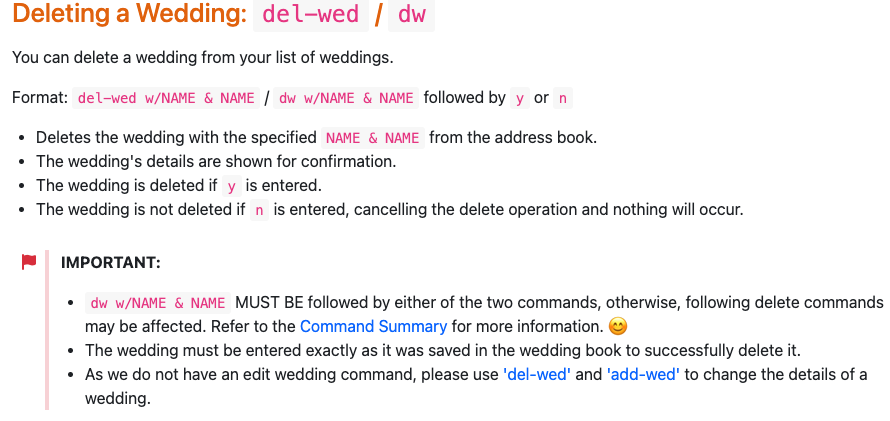 Deleting a Wedding: del-wed / dw
You can delete a wedding from your list of weddings.
Format: del-wed w/NAME & NAME / dw w/NAME & NAME followed by y or n
• Deletes the wedding with the specified NAME & NAME from the address book.
• The wedding's details are shown for confirmation.
• The wedding is deleted if y is entered.
• The wedding is not deleted if n is entered, cancelling the delete operation and nothing will occur.
IMPORTANT:
• dw w/NAME & NAME MUST BE followed by either of the two commands, otherwise, following delete commands
may be affected. Refer to the Command Summary for more information. 😊
• The wedding must be entered exactly as it was saved in the wedding book to successfully delete it.
• As we do not have an edit wedding command, please use 'del-wed' and 'add-wed' to change the details of a
wedding.